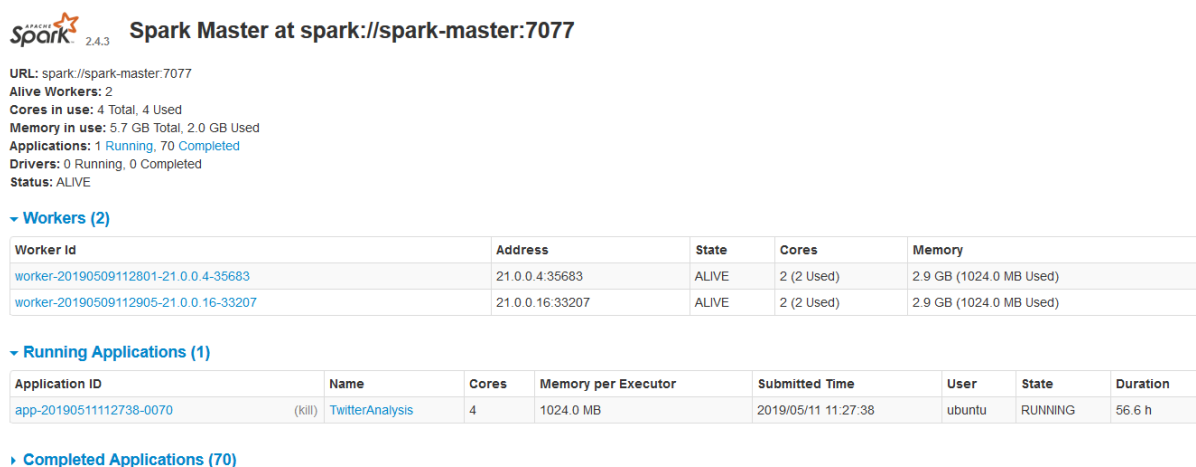 APACHE
Spark 2.4.3 Spark Master at spark://spark-master:7077
URL: spark://spark-master:7077
Alive Workers: 2
Cores in use: 4 Total, 4 Used
Memory in use: 5.7 GB Total, 2.0 GB Used
Applications: 1 Running, 70 Completed
Drivers: 0 Running, 0 Completed
Status: ALIVE
Workers (2)
Worker Id Address State Cores Memory
worker-20190509112801-21.0.0.4-35683 21.0.0.4:35683 ALIVE 2 (2 Used) 2.9 GB (1024.0 MB Used)
worker-20190509112905-21.0.0.16-33207 21.0.0.16:33207 ALIVE 2 (2 Used) 2.9 GB (1024.0 MB Used)
Running Applications (1)
Application ID Name Cores Memory per Executor Submitted Time User State Duration
app-20190511112738-0070 (kill) TwitterAnalysis 4 1024.0 MB 2019/05/11 11:27:38 ubuntu RUNNING 56.6 h
Completed Applications (70)